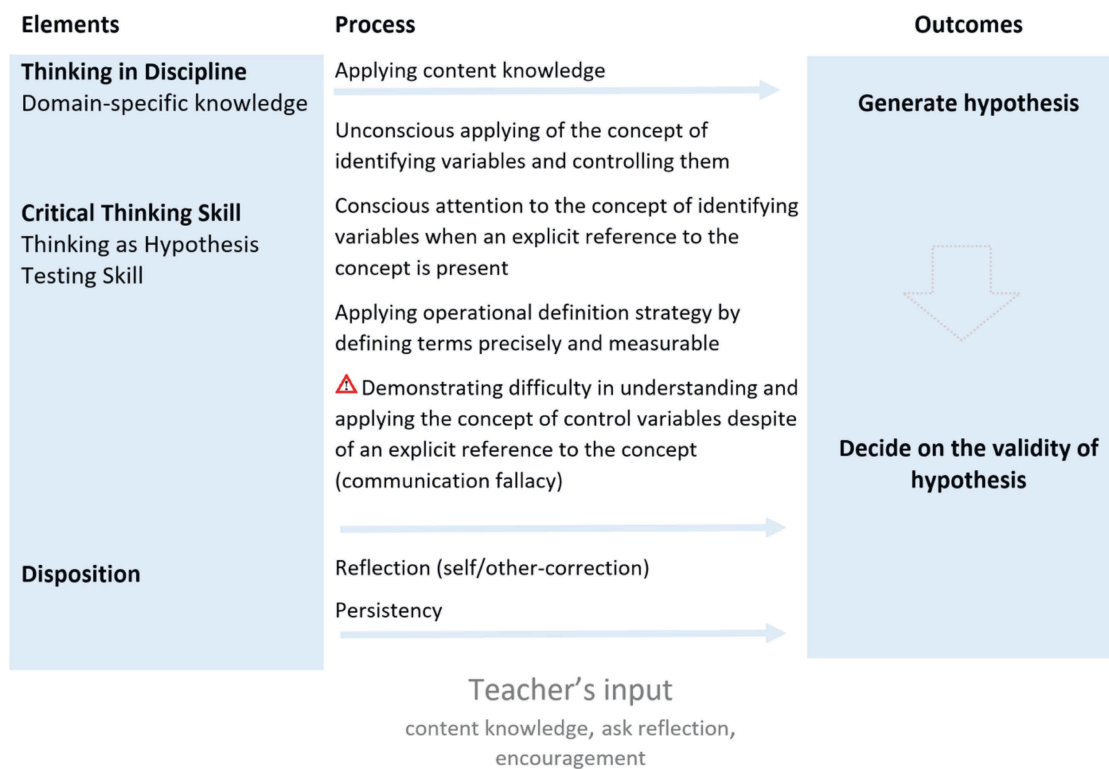 Elements
Process
Outcomes
Thinking in Discipline
Domain-specific knowledge
Applying content knowledge
Generate hypothesis
Unconscious applying of the concept of
identifying variables and controlling them
Critical Thinking Skill
Thinking as Hypothesis
Testing Skill
Conscious attention to the concept of identifying
variables when an explicit reference to the
concept is present
Applying operational definition strategy by
defining terms precisely and measurable
Demonstrating difficulty in understanding and
applying the concept of control variables despite
of an explicit reference to the concept
(communication fallacy)
Decide on the validity of
hypothesis
Disposition
Reflection (self/other-correction)
Persistency
Teacher's input
content knowledge, ask reflection,
encouragement